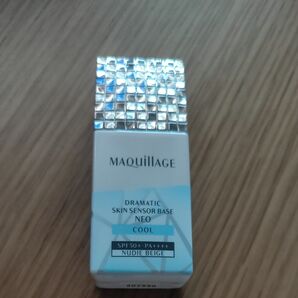 MAQuillAGE
DRAMATIC
SKIN SENSOR BASE
NEO
COOL
SPF50+ PA++++
NUDIE BEIGE